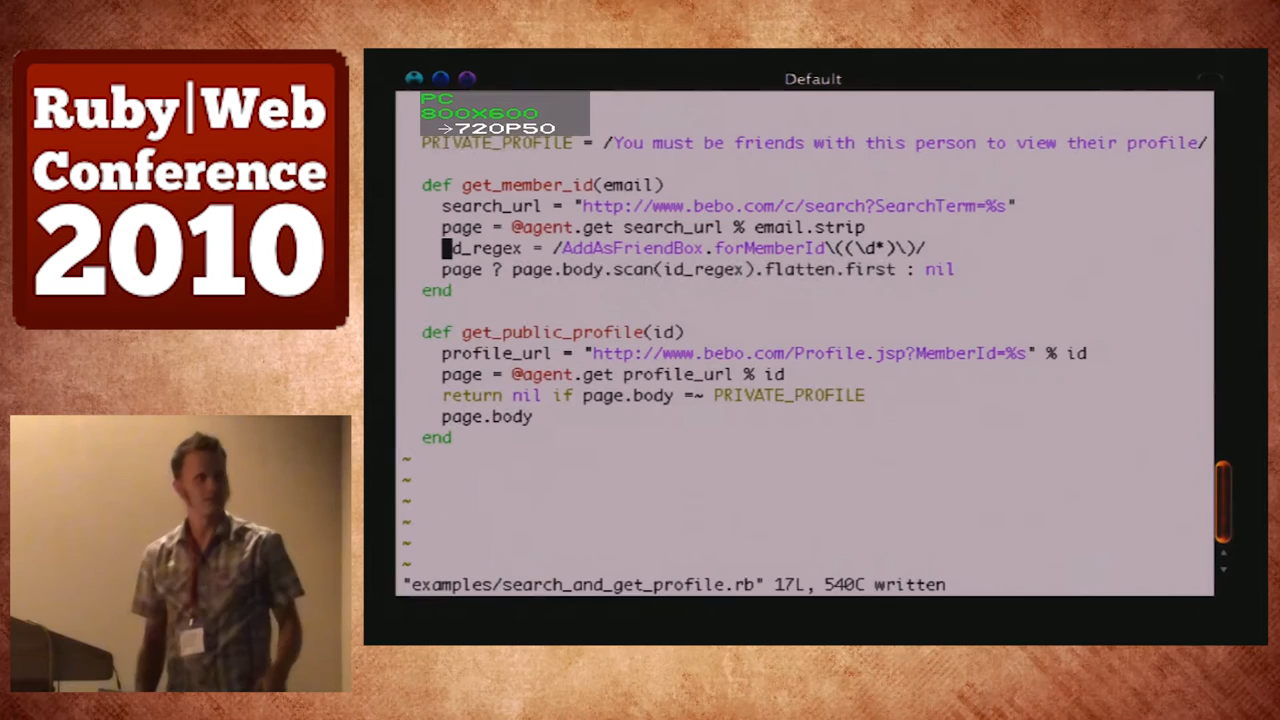 Ruby|Web
Conference
2010
Default
PC
800X600
→720P50
PRIVATE_PROFILE = /You must be friends with this person to view their profile/
def get_member_id(email)
search_url = "http://www.bebo.com/c/search?SearchTerm=%s"
page = @agent.get search_url % email.strip
d_regex = /AddAsFriendBox.forMemberId\((\d*)\)/
page ? page.body.scan(id_regex).flatten.first : nil
end
def get_public_profile(id)
profile_url = "http://www.bebo.com/Profile.jsp?MemberId=%s" % id
page = @agent.get profile_url % id
return nil if page.body =~ PRIVATE_PROFILE
page.body
end
~
~
~
~
~
~
"examples/search_and_get_profile.rb" 17L, 540C written